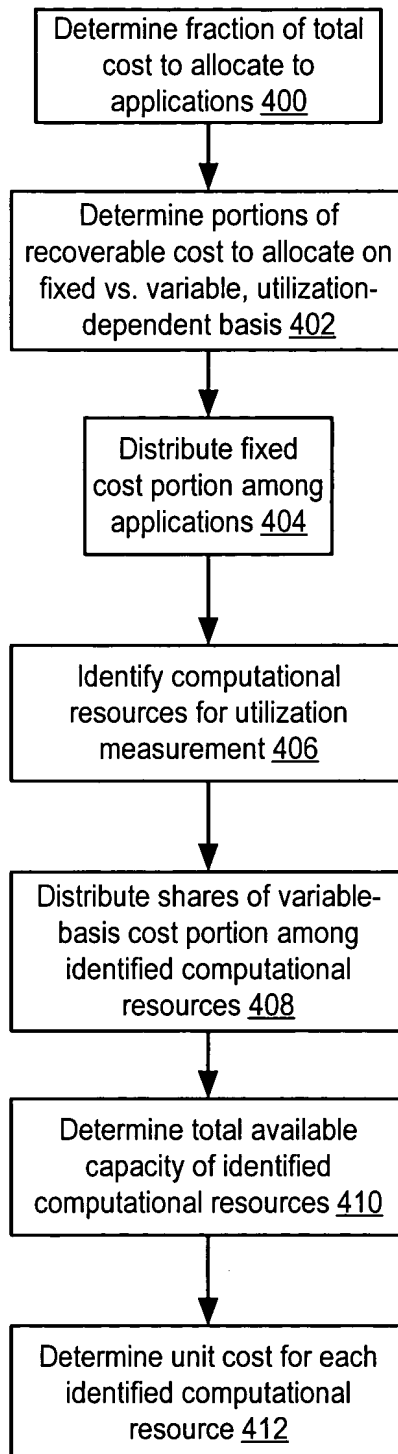 Determine fraction of total
cost to allocate to
applications 400
Determine portions of
recoverable cost to allocate on
fixed vs. variable, utilization-
dependent basis 402
Distribute fixed
cost portion among
applications 404
Identify computational
resources for utilization
measurement 406
Distribute shares of variable-
basis cost portion among
identified computational
resources 408
Determine total available
capacity of identified
computational resources 410
Determine unit cost for each
identified computational
resource 412